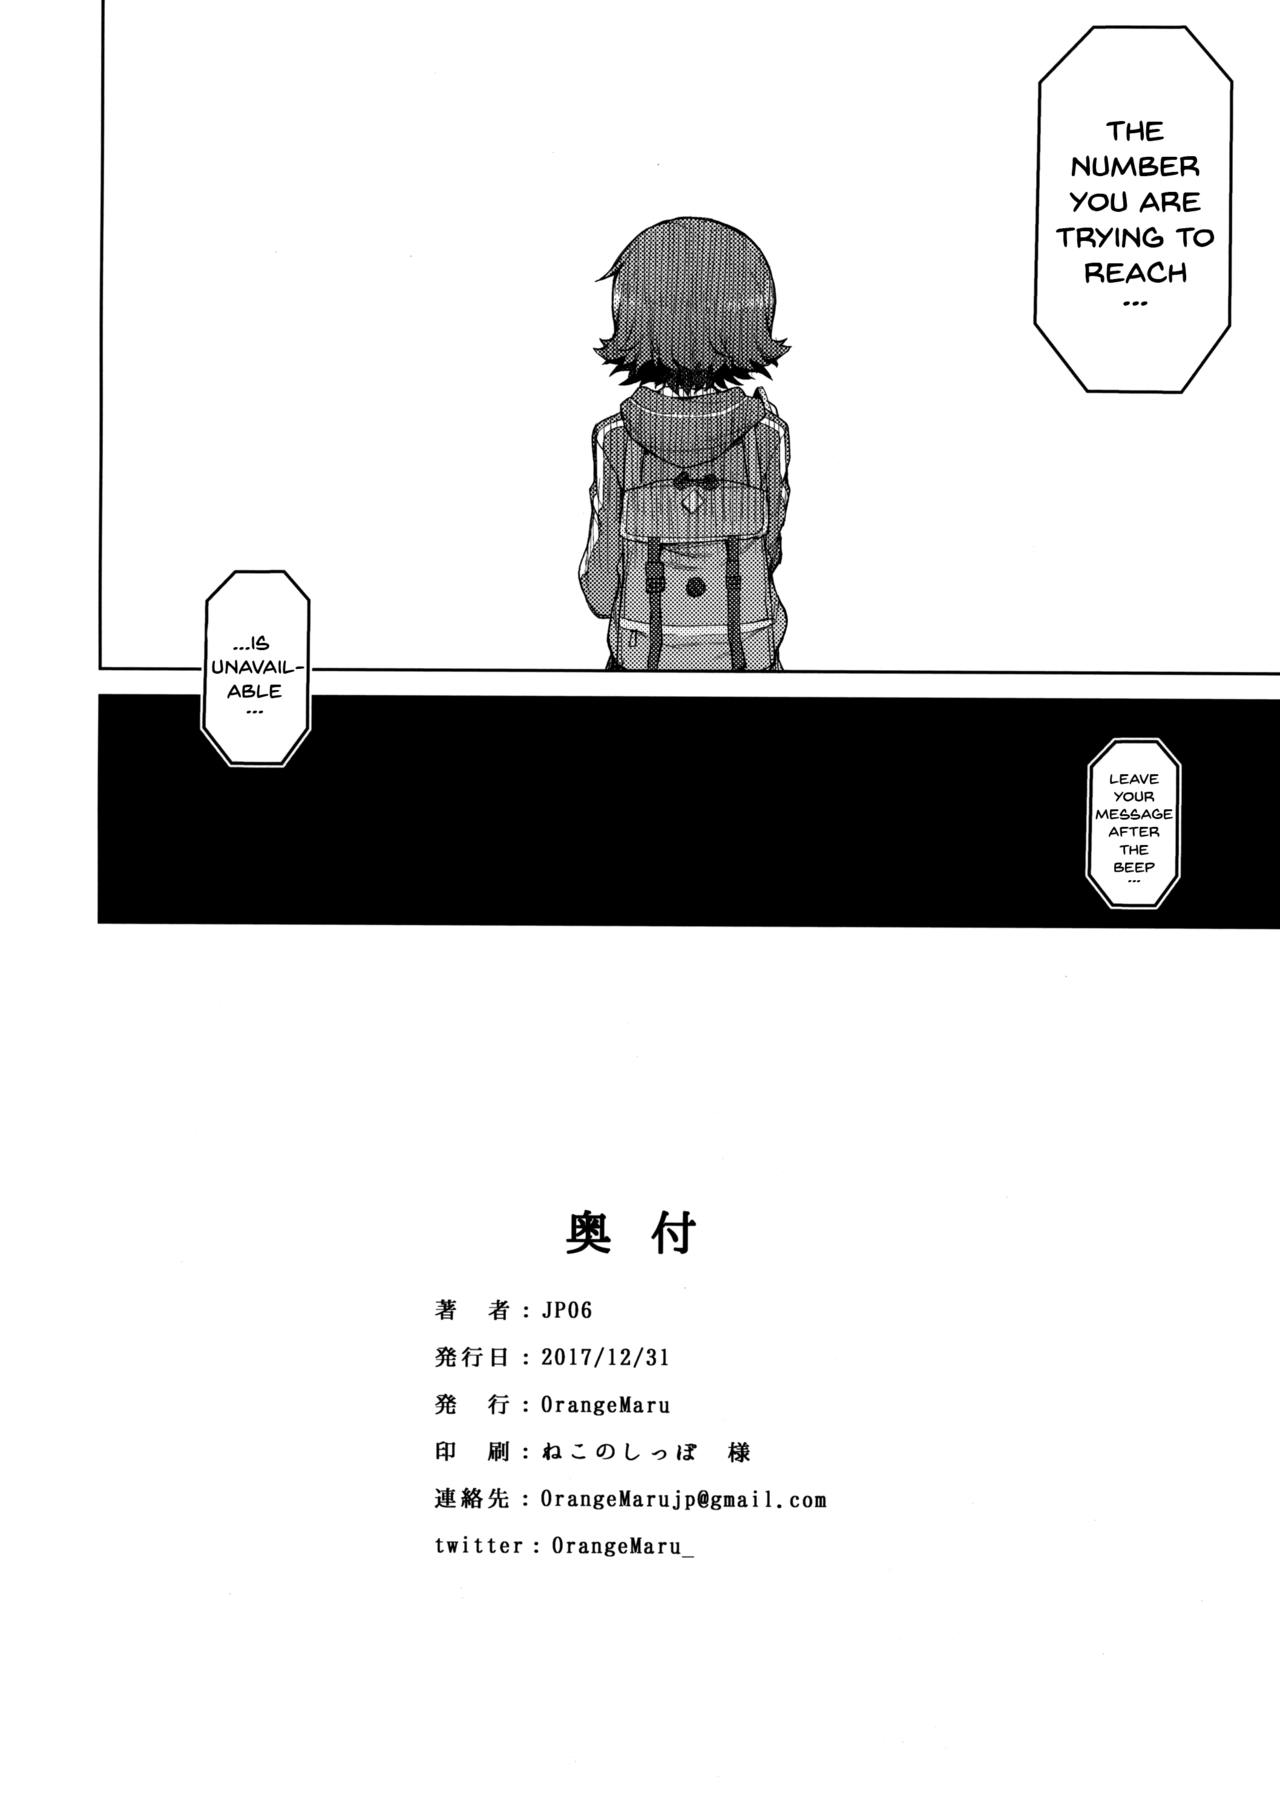 THE
NUMBER
YOU ARE
TRYING TO
REACH
...
...IS
UNAVAIL-
ABLE
...
LEAVE
YOUR
MESSAGE
AFTER
THE
BEEP
...
奥 付
著 者：JP06
発行日：2017/12/31
発 行：OrangeMaru
印 刷：ねこのしっぽ 様
連絡先：OrangeMarujp@gmail.com
twitter：OrangeMaru_